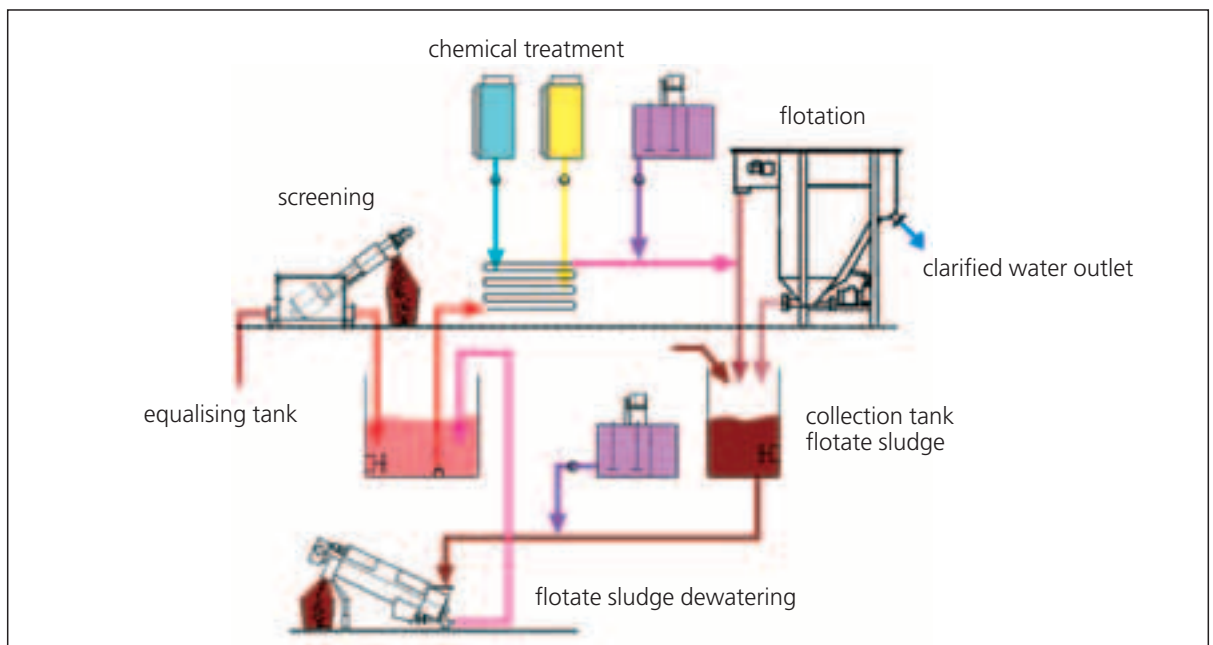 chemical treatment
flotation
screening
clarified water outlet
equalising tank
collection tank
flotate sludge
flotate sludge dewatering